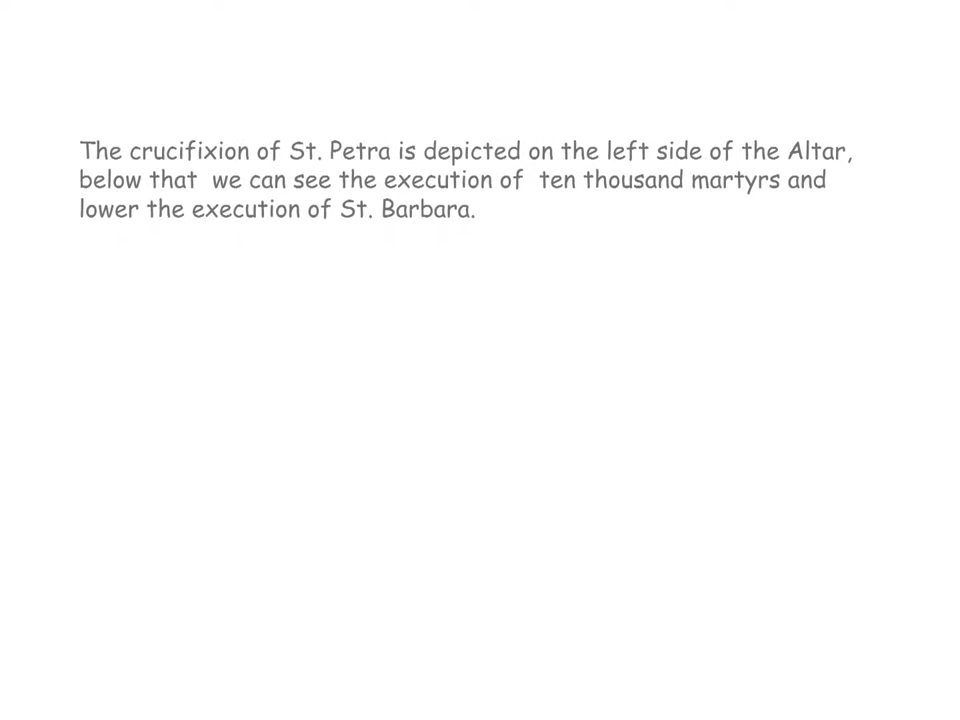 The crucifixion of St. Petra is depicted on the left side of the Altar,
below that  we can see the execution of  ten thousand martyrs and
lower the execution of St. Barbara.